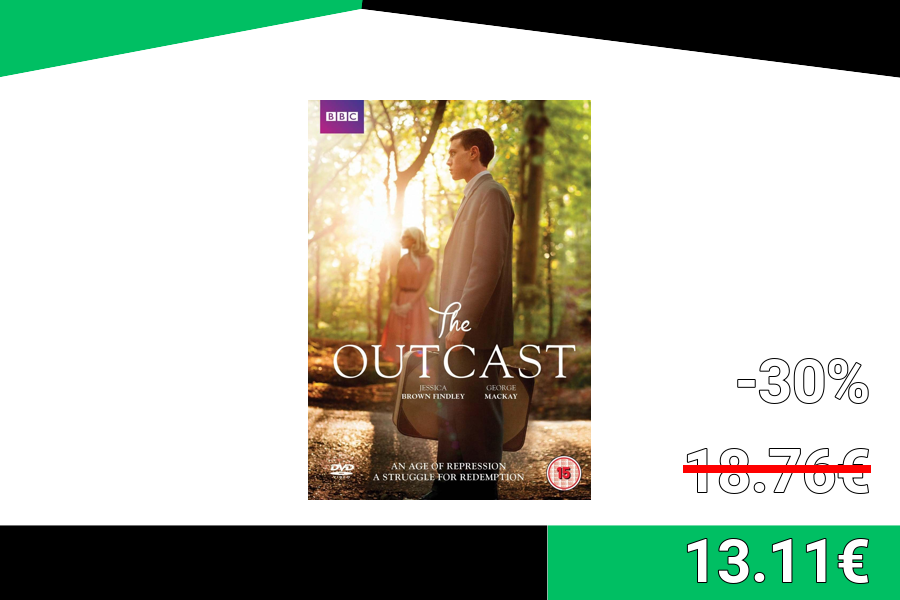 BBC
The
OUTCAST
JESSICA
BROWN FINDLEY
GEORGE
MACKAY
DVD
VIDEO
AN AGE OF REPRESSION
A STRUGGLE FOR REDEMPTION
15
-30%
18.76€
13.11€